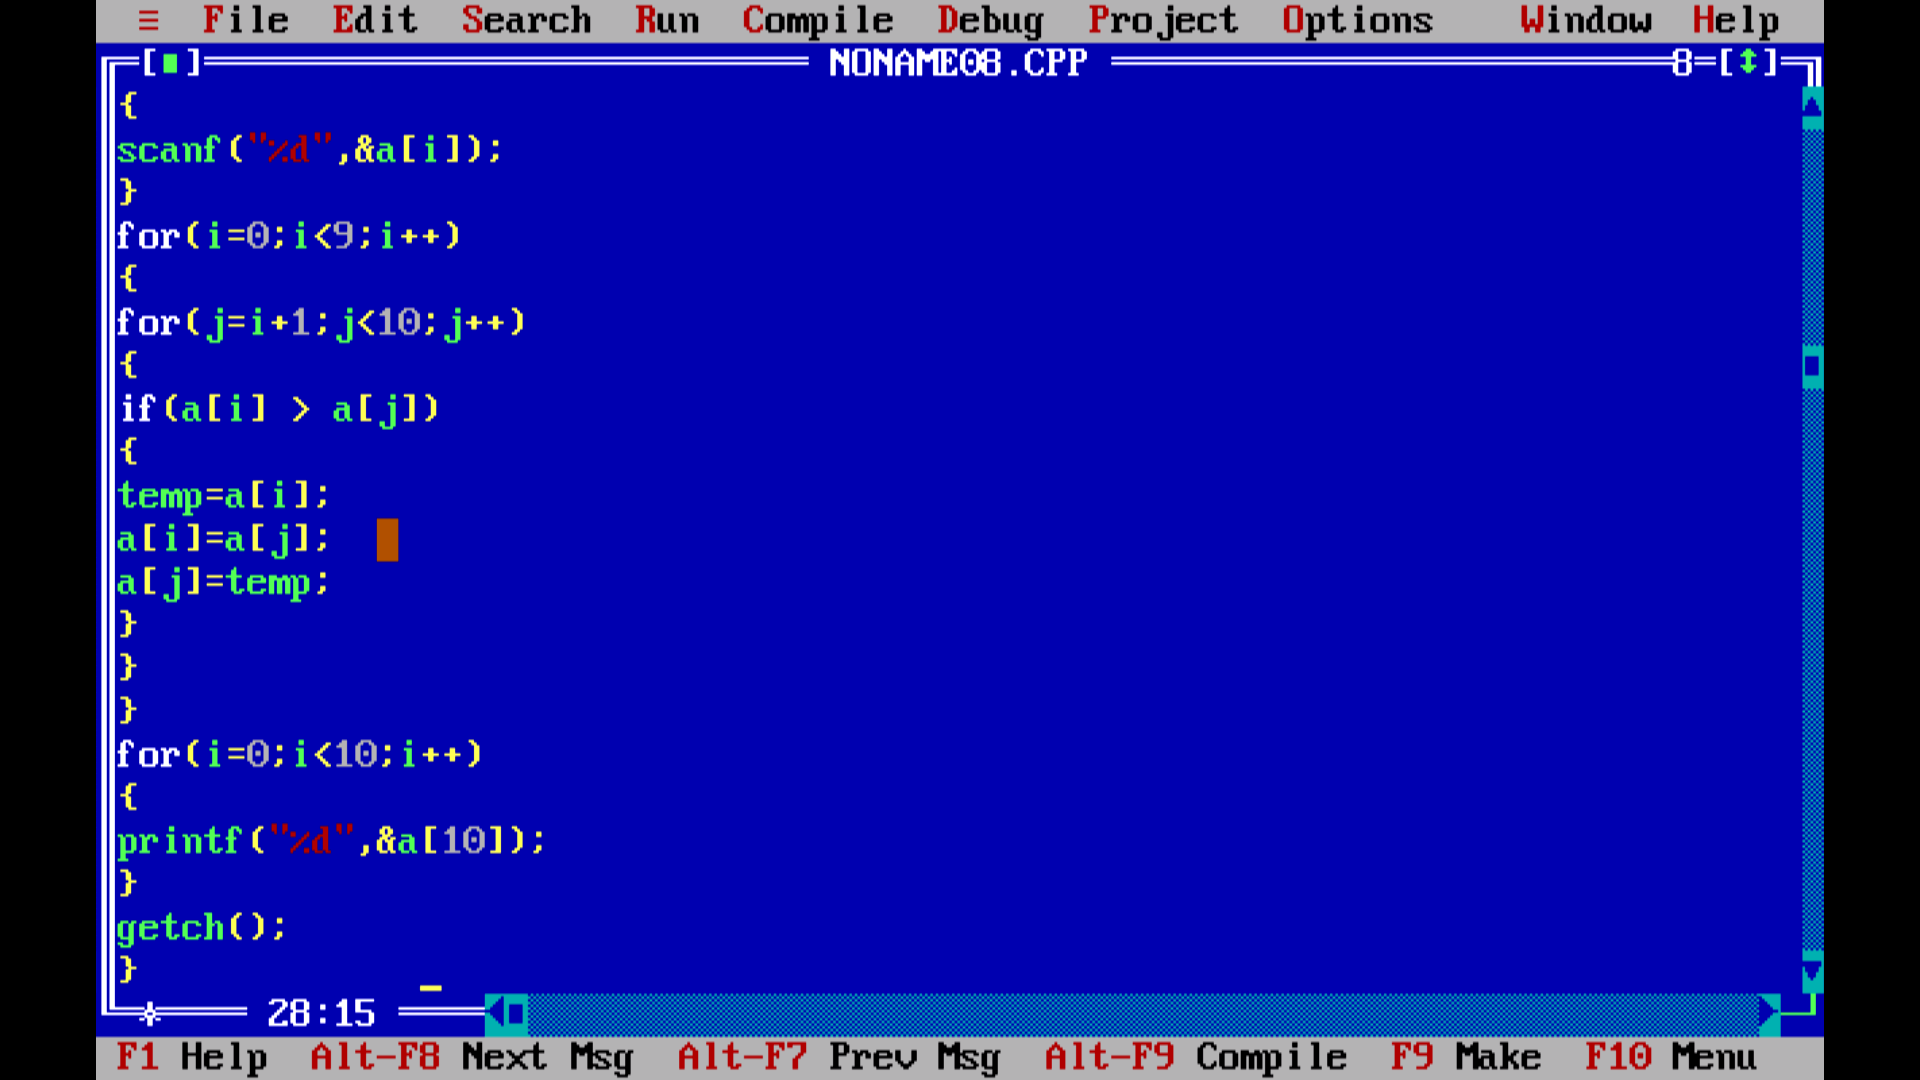 ≡ File Edit Search Run Compile Debug Project Options Window Help
[■] NONAME08.CPP 8=[↕]
{
scanf("%d",&a[i]);
}
for(i=0;i<9;i++)
{
for(j=i+1;j<10;j++)
{
if(a[i] > a[j])
{
temp=a[i];
a[i]=a[j];
a[j]=temp;
}
}
}
for(i=0;i<10;i++)
{
printf("%d",&a[10]);
}
getch();
}
28:15
F1 Help Alt-F8 Next Msg Alt-F7 Prev Msg Alt-F9 Compile F9 Make F10 Menu